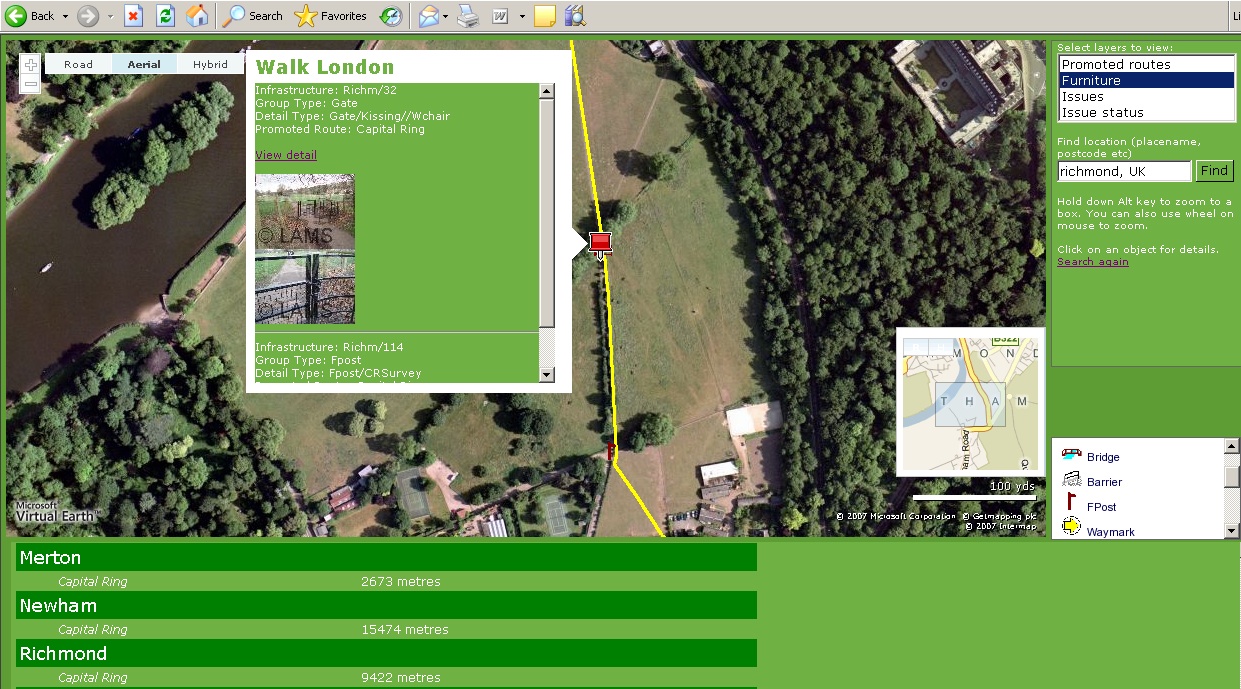 Back
Search
Favorites
Li
Road Aerial Hybrid
Walk London
Infrastructure: Richm/32
Group Type: Gate
Detail Type: Gate/Kissing//Wchair
Promoted Route: Capital Ring
View detail
© LAMS
© LAMS
Infrastructure: Richm/114
Group Type: Fpost
Detail Type: Fpost/CRSurvey
Select layers to view:
Promoted routes
Furniture
Issues
Issue status
Find location (placename,
postcode etc)
richmond, UK Find
Hold down Alt key to zoom to a
box. You can also use wheel on
mouse to zoom.
Click on an object for details.
Search again
B322
M O N D
T H A M
am Road
100 yds
© 2007 Microsoft Corporation © Getmapping plc
© 2007 Intermap
Microsoft
Virtual Earth™
Bridge
Barrier
FPost
Waymark
Merton
Capital Ring 2673 metres
Newham
Capital Ring 15474 metres
Richmond
Capital Ring 9422 metres